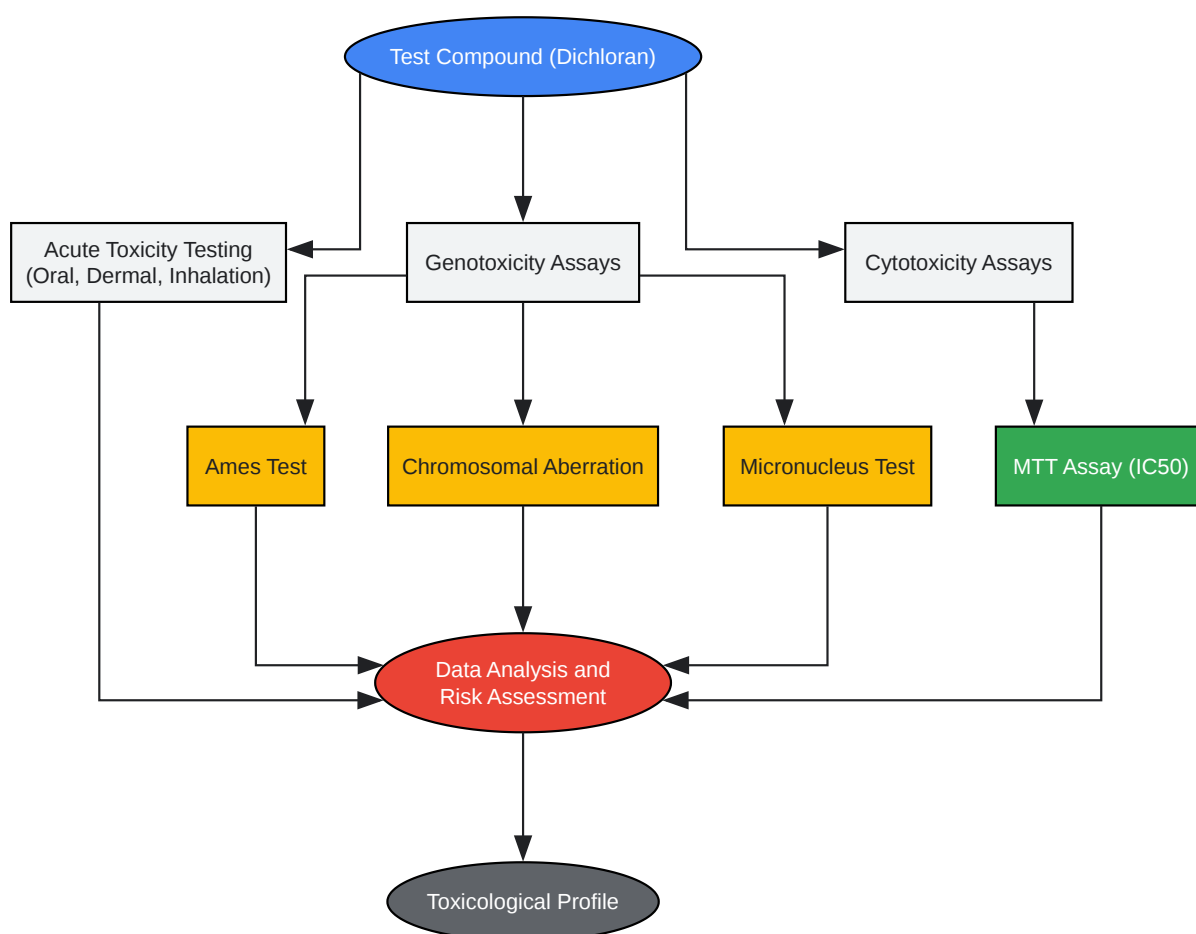 Test Compound (Dichloran)
Acute Toxicity Testing
(Oral, Dermal, Inhalation)
Genotoxicity Assays
Cytotoxicity Assays
Ames Test
Chromosomal Aberration
Micronucleus Test
MTT Assay (IC50)
Data Analysis and
Risk Assessment
Toxicological Profile